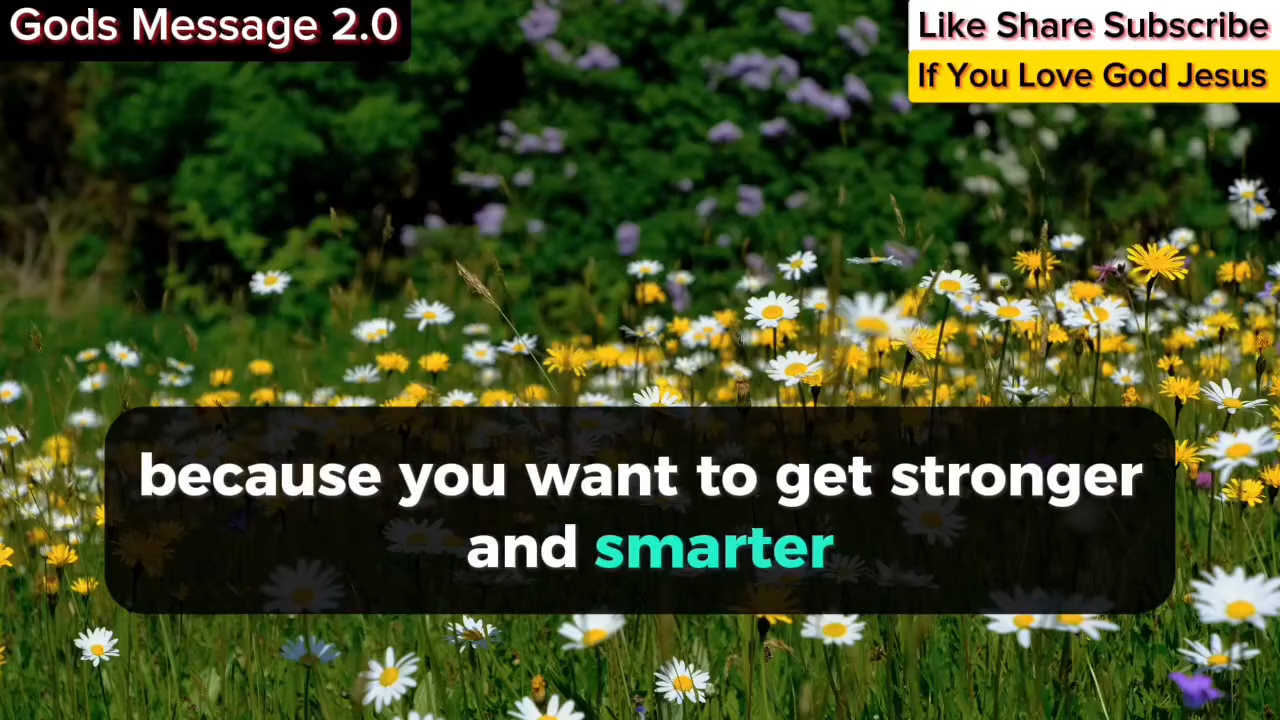 Gods Message 2.0
Like Share Subscribe
If You Love God Jesus
because you want to get stronger
and smarter